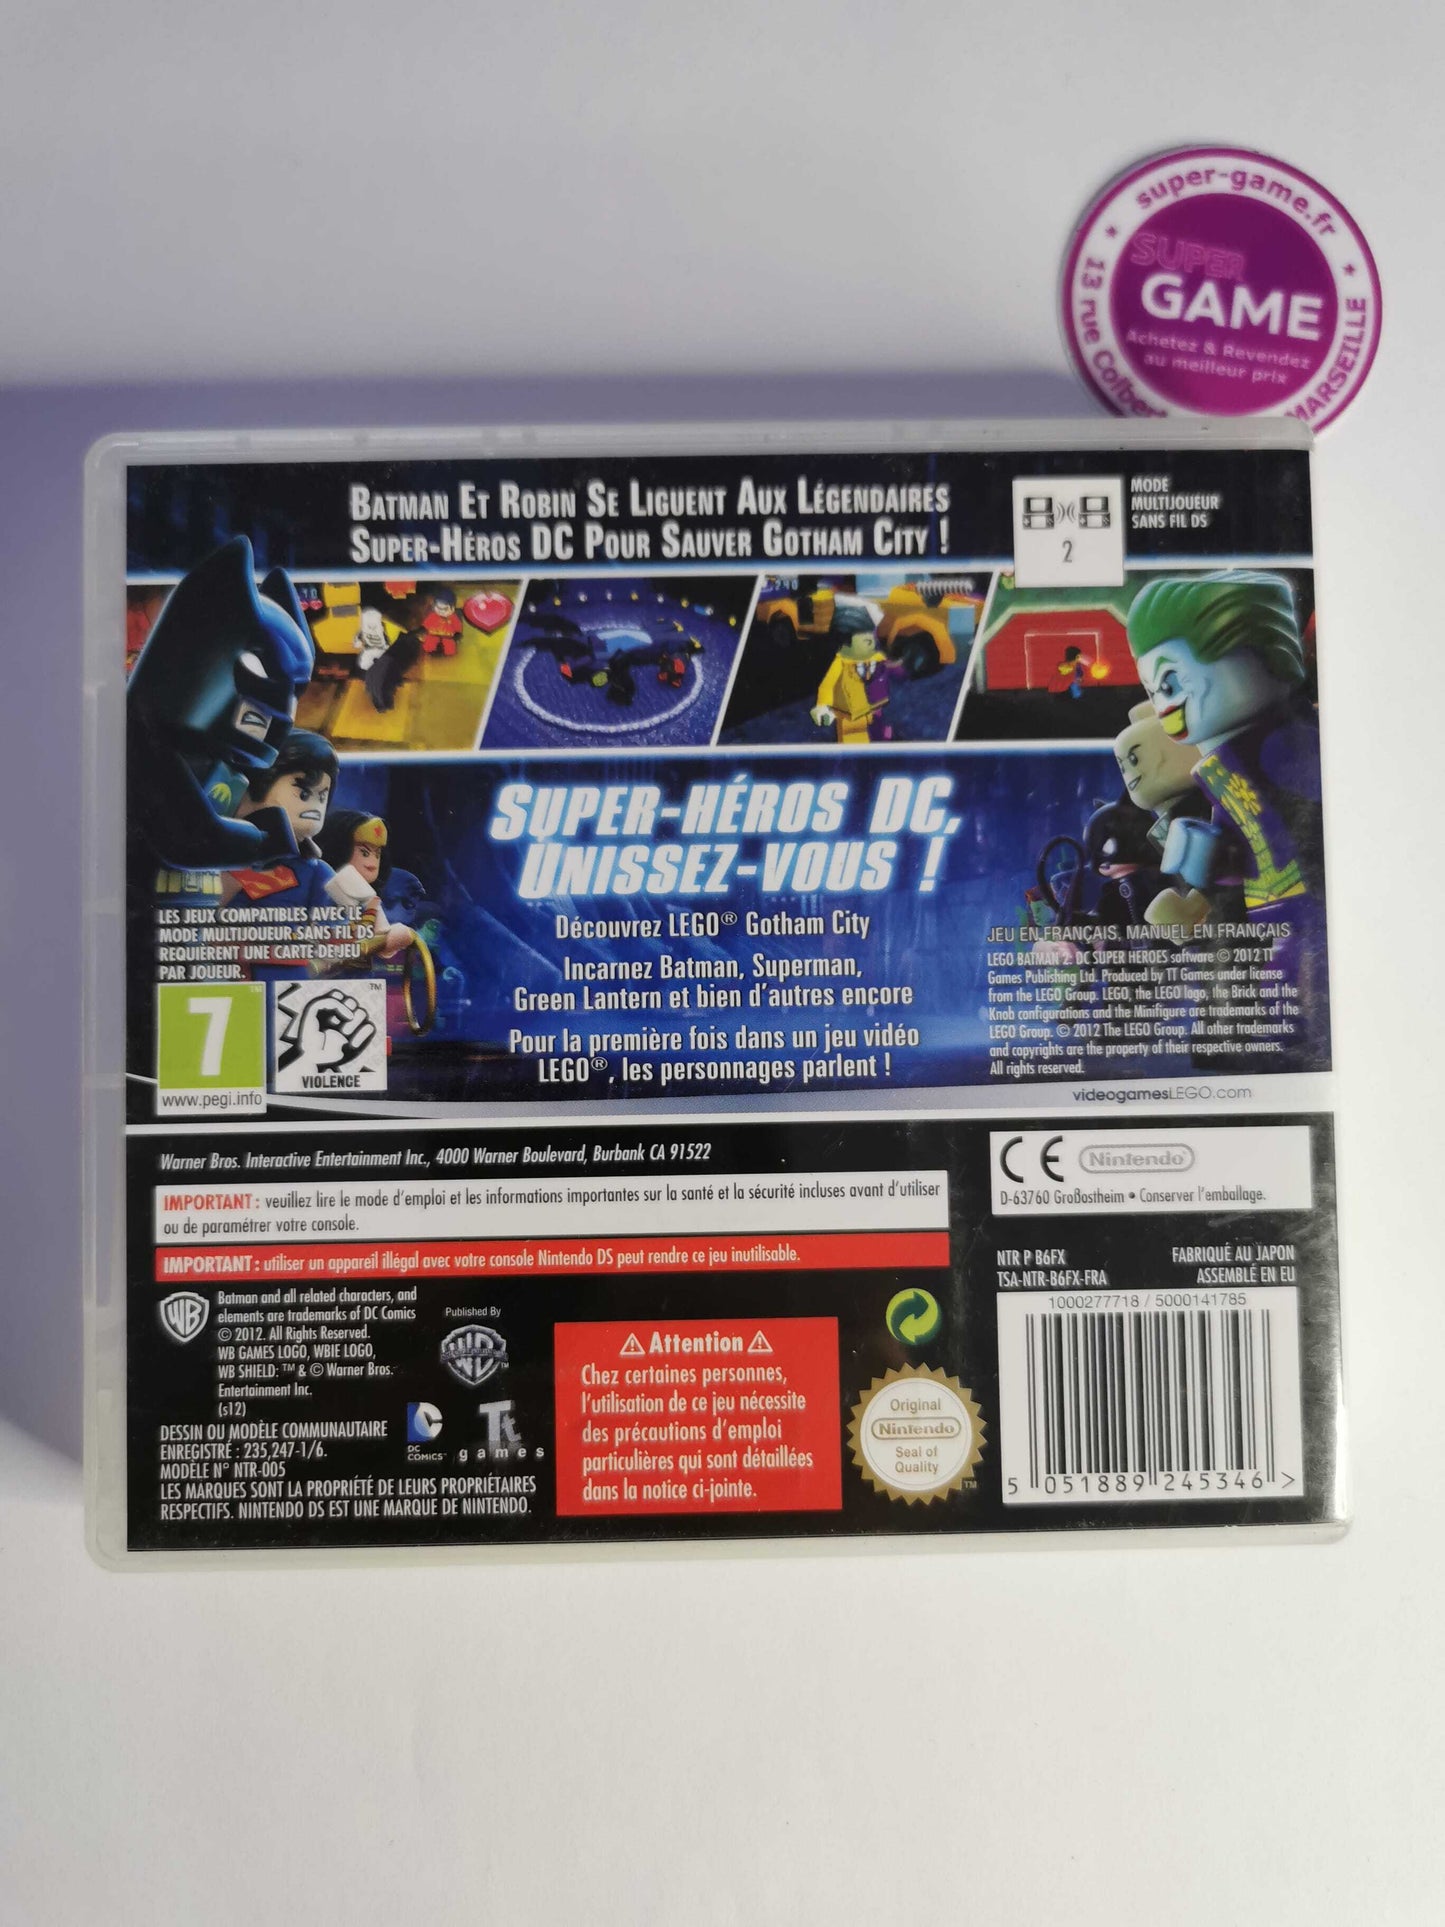 super-game.fr
SUPER
GAME
Achetez & Revendez
au meilleur prix
13 rue Colber
MARSEILLE
BATMAN ET ROBIN SE LIGUENT AUX LÉGENDAIRES
SUPER-HÉROS DC POUR SAUVER GOTHAM CITY !
2
MODE
MULTIJOUEUR
SANS FIL DS
SUPER-HÉROS DC,
UNISSEZ-VOUS !
Découvrez LEGO® Gotham City
Incarnez Batman, Superman,
Green Lantern et bien d'autres encore
Pour la première fois dans un jeu vidéo
LEGO®, les personnages parlent !
LES JEUX COMPATIBLES AVEC LE
MODE MULTIJOUEUR SANS FIL DS
REQUIÈRENT UNE CARTE DE JEU
PAR JOUEUR.
7
www.pegi.info
VIOLENCE
JEU EN FRANÇAIS, MANUEL EN FRANÇAIS
LEGO BATMAN 2: DC SUPER HEROES software © 2012 TT
Games Publishing Ltd. Produced by TT Games under license
from the LEGO Group. LEGO, the LEGO logo, the Brick and the
Knob configurations and the Minifigure are trademarks of the
LEGO Group. © 2012 The LEGO Group. All other trademarks
and copyrights are the property of their respective owners.
All rights reserved.
videogamesLEGO.com
Warner Bros. Interactive Entertainment Inc., 4000 Warner Boulevard, Burbank CA 91522
IMPORTANT : veuillez lire le mode d'emploi et les informations importantes sur la santé et la sécurité incluses avant d'utiliser
ou de paramétrer votre console.
IMPORTANT : utiliser un appareil illégal avec votre console Nintendo DS peut rendre ce jeu inutilisable.
CE Nintendo
D-63760 Großostheim • Conserver l'emballage.
NTR P B6FX
TSA-NTR-B6FX-FRA
FABRIQUÉ AU JAPON
ASSEMBLÉ EN EU
1000277718 / 5000141785
5 051889 245346 >
WB
Batman and all related characters, and
elements are trademarks of DC Comics
© 2012. All Rights Reserved.
WB GAMES LOGO, WBIE LOGO,
WB SHIELD: ™ & © Warner Bros.
Entertainment Inc.
(s12)
Published By
DESSIN OU MODÈLE COMMUNAUTAIRE
ENREGISTRÉ : 235,247-1/6.
MODÈLE N° NTR-005
LES MARQUES SONT LA PROPRIÉTÉ DE LEURS PROPRIÉTAIRES
RESPECTIFS. NINTENDO DS EST UNE MARQUE DE NINTENDO.
DC
COMICS™
Tt
games
⚠ Attention ⚠
Chez certaines personnes,
l'utilisation de ce jeu nécessite
des précautions d'emploi
particulières qui sont détaillées
dans la notice ci-jointe.
Original
Nintendo
Seal of
Quality
TM